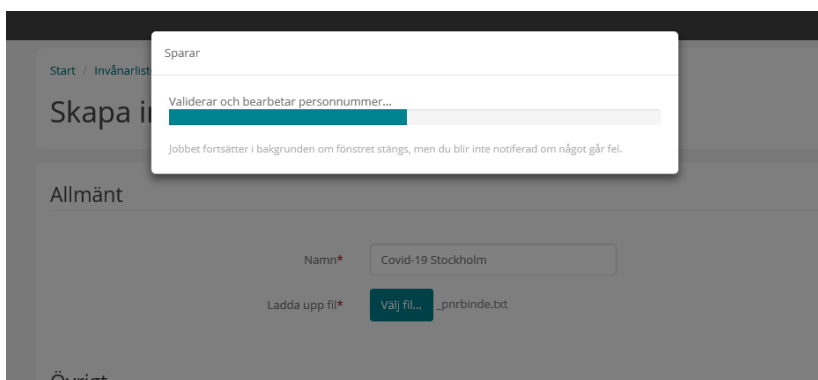 Sparar
Start / Invånarlist
Validerar och bearbetar personnummer...
Skapa i
Jobbet fortsätter i bakgrunden om fönstret stängs, men du blir inte notifierad om något går fel.
Allmänt
Namn* Covid-19 Stockholm
Ladda upp fil* Välj fil... _pnrbinde.txt
Övrigt